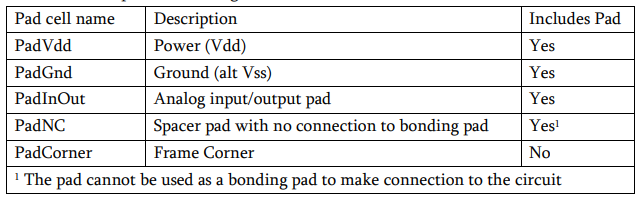 Pad cell name Description Includes Pad
PadVdd Power (Vdd) Yes
PadGnd Ground (alt Vss) Yes
PadInOut Analog input/output pad Yes
PadNC Spacer pad with no connection to bonding pad Yes¹
PadCorner Frame Corner No
¹ The pad cannot be used as a bonding pad to make connection to the circuit